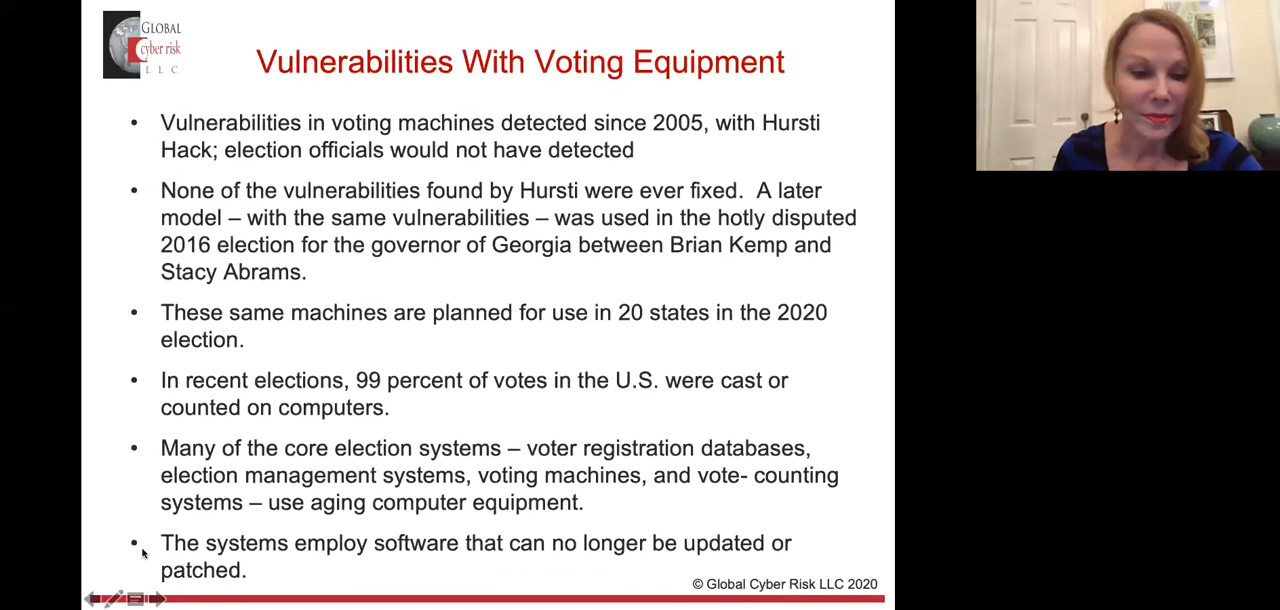 GLOBAL
cyber risk
L L C
Vulnerabilities With Voting Equipment
• Vulnerabilities in voting machines detected since 2005, with Hursti
Hack; election officials would not have detected
• None of the vulnerabilities found by Hursti were ever fixed.  A later
model – with the same vulnerabilities – was used in the hotly disputed
2016 election for the governor of Georgia between Brian Kemp and
Stacy Abrams.
• These same machines are planned for use in 20 states in the 2020
election.
• In recent elections, 99 percent of votes in the U.S. were cast or
counted on computers.
• Many of the core election systems – voter registration databases,
election management systems, voting machines, and vote- counting
systems – use aging computer equipment.
• The systems employ software that can no longer be updated or
patched.
© Global Cyber Risk LLC 2020